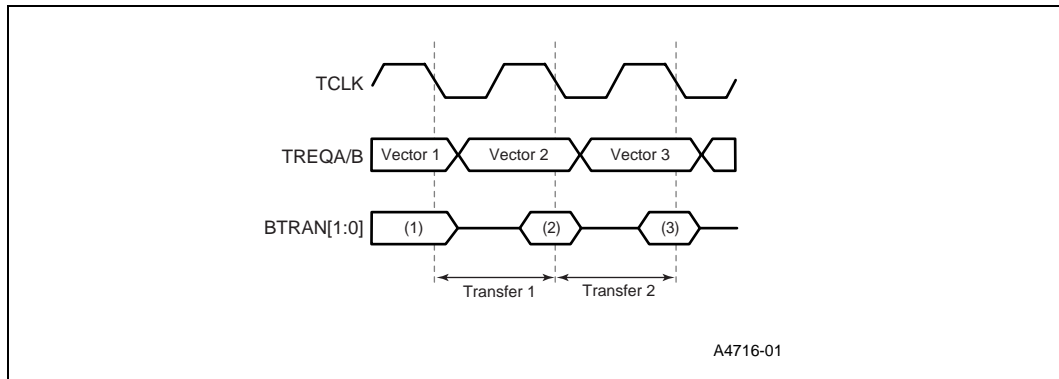 TCLK
TREQA/B Vector 1 Vector 2 Vector 3
BTRAN[1:0] (1) (2) (3)
Transfer 1 Transfer 2
A4716-01